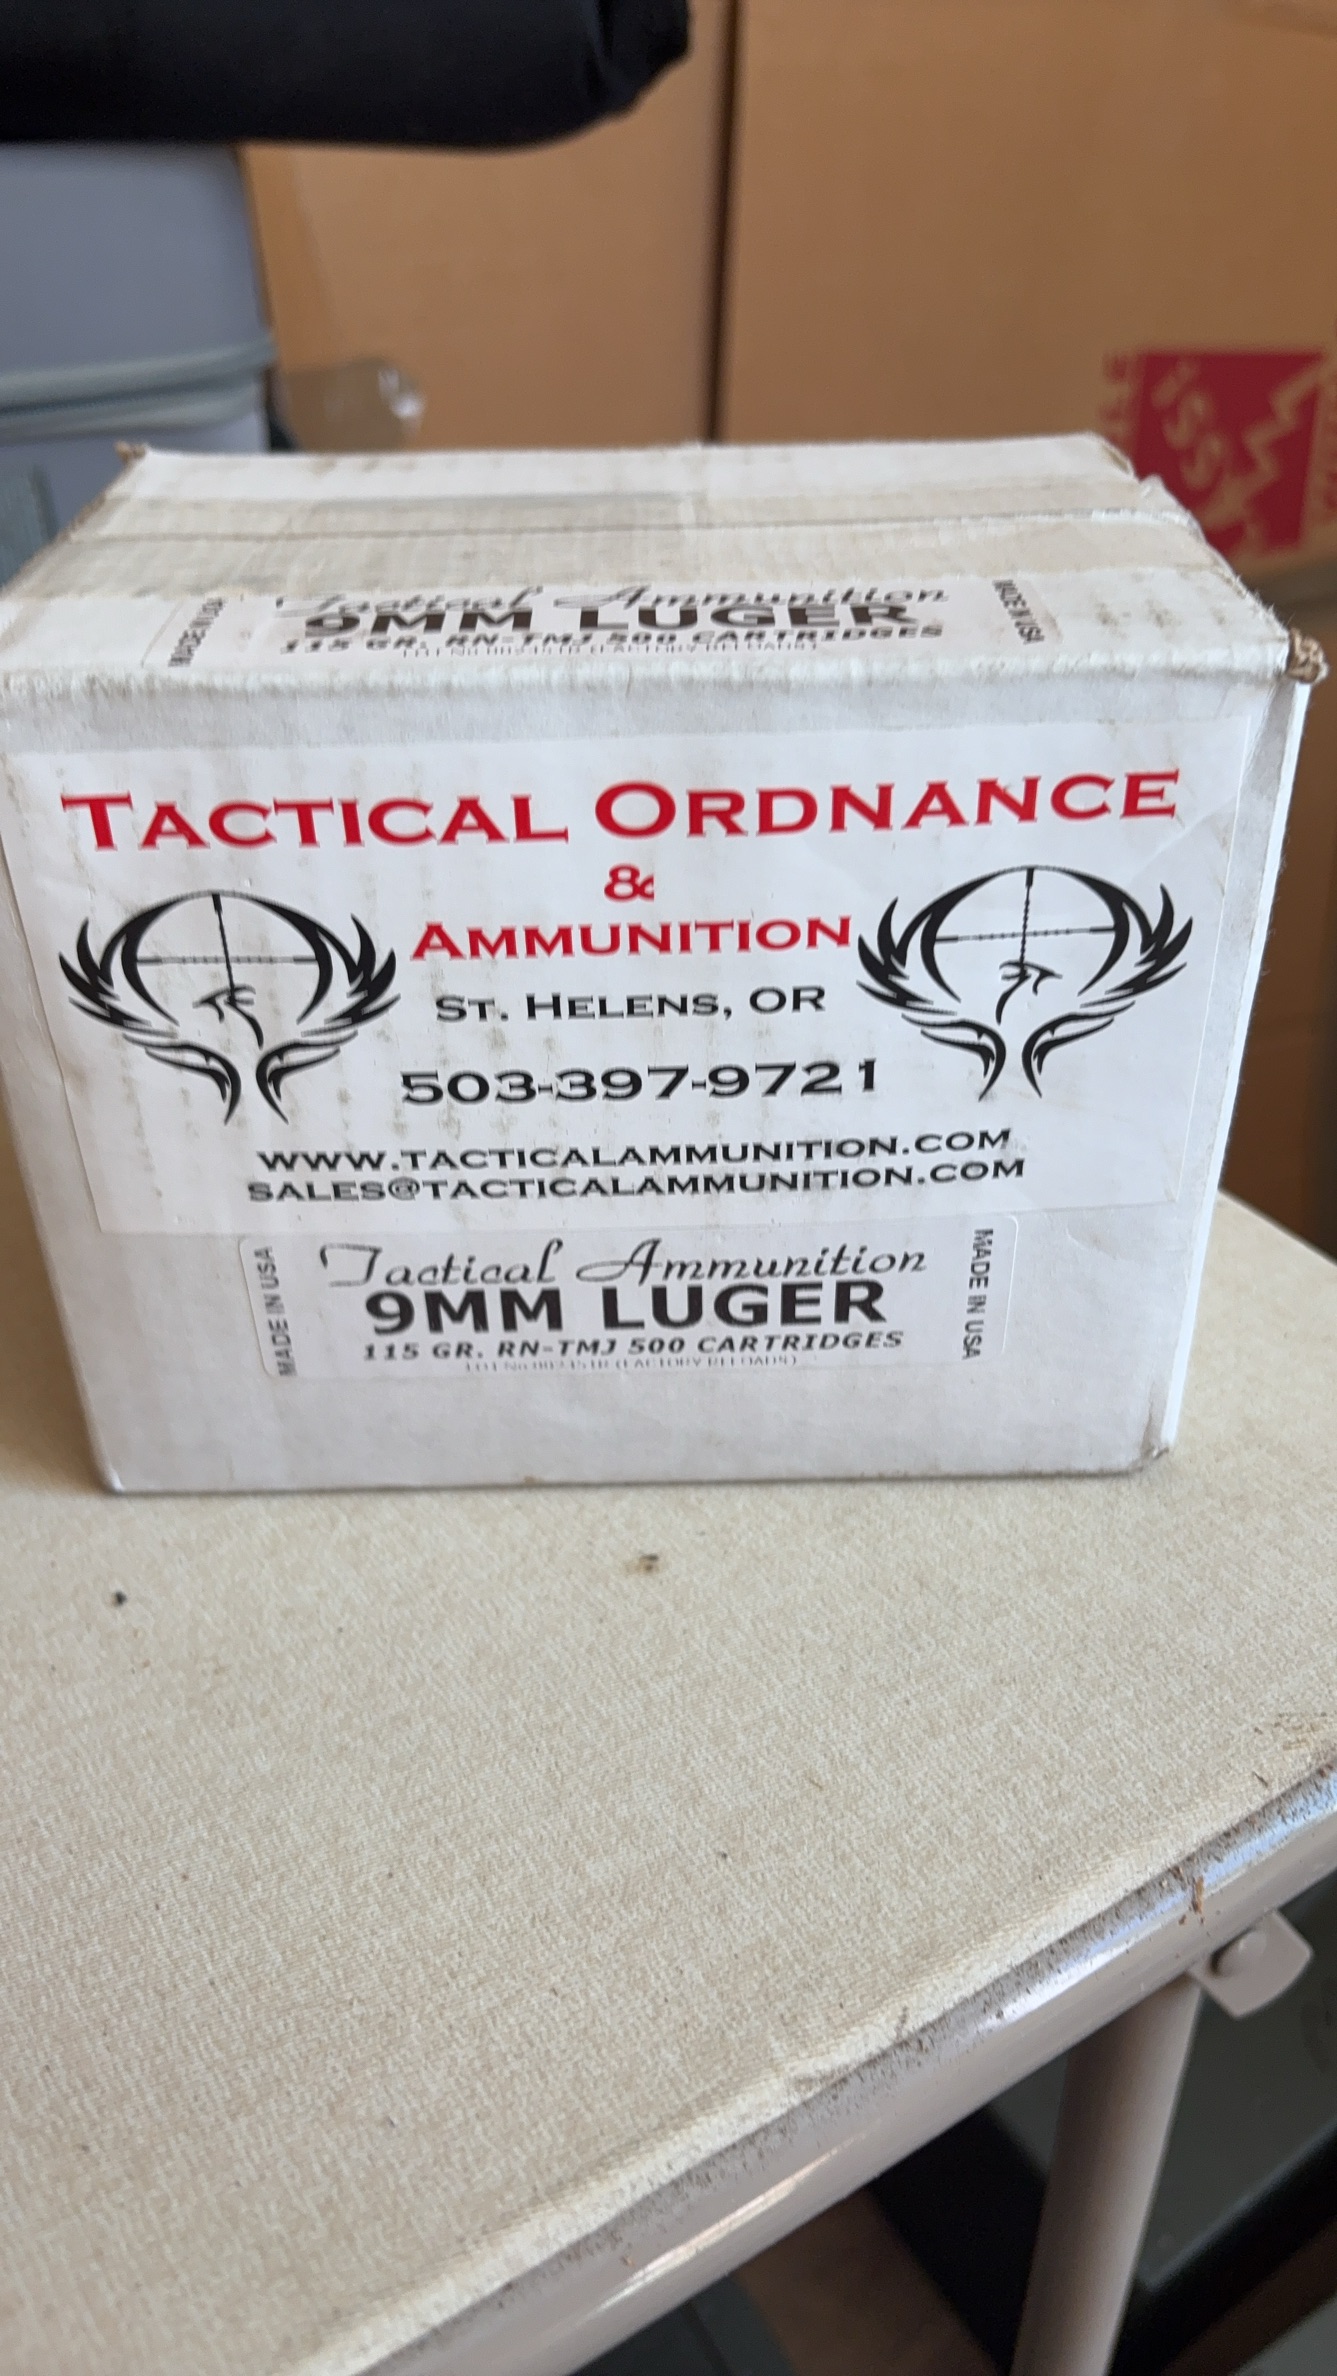 Tactical Ammunition
9MM LUGER
115 GR. RN-TMJ 500 CARTRIDGES
MADE IN USA
MADE IN USA
TACTICAL ORDNANCE
&
AMMUNITION
ST. HELENS, OR
503-397-9721
WWW.TACTICALAMMUNITION.COM
SALES@TACTICALAMMUNITION.COM
MADE IN USA
Tactical Ammunition
9MM LUGER
115 GR. RN-TMJ 500 CARTRIDGES
(FACTORY RELOADS)
MADE IN USA